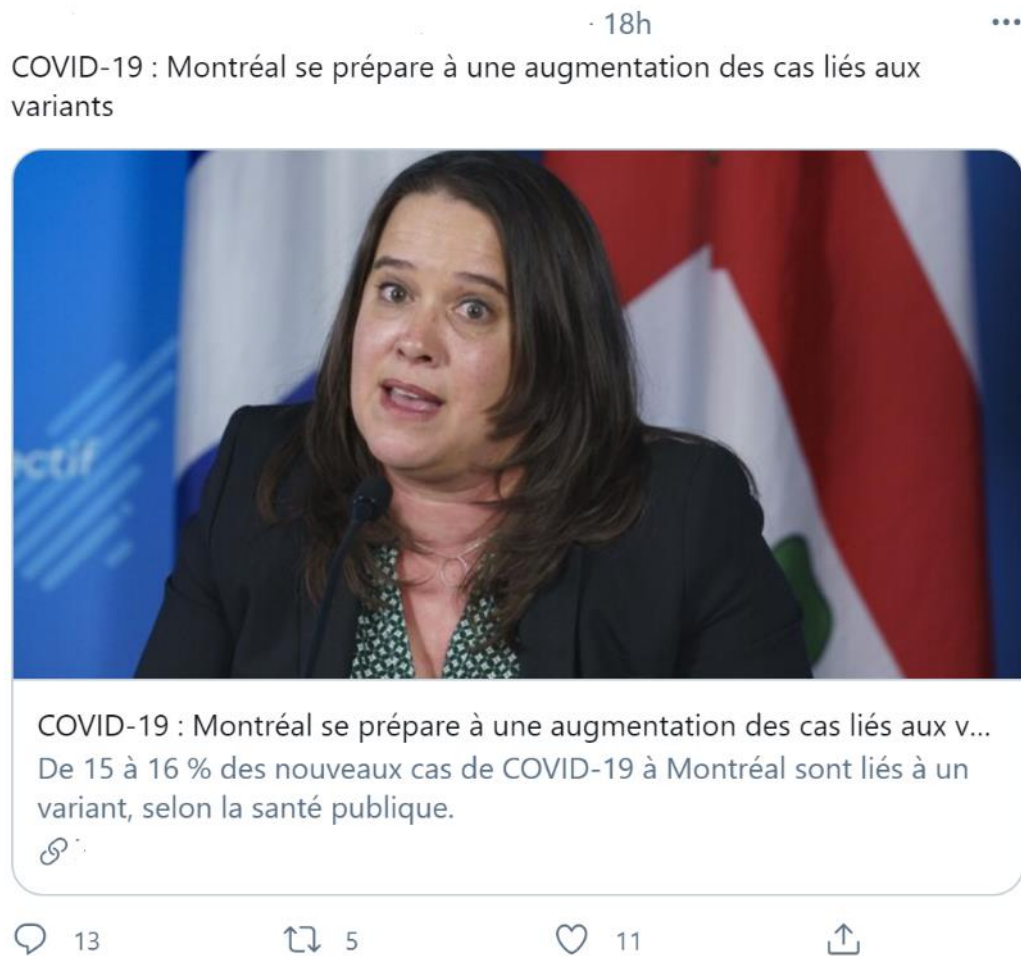 · 18h
COVID-19 : Montréal se prépare à une augmentation des cas liés aux
variants
ectif
COVID-19 : Montréal se prépare à une augmentation des cas liés aux v...
De 15 à 16 % des nouveaux cas de COVID-19 à Montréal sont liés à un
variant, selon la santé publique.
13 5 11